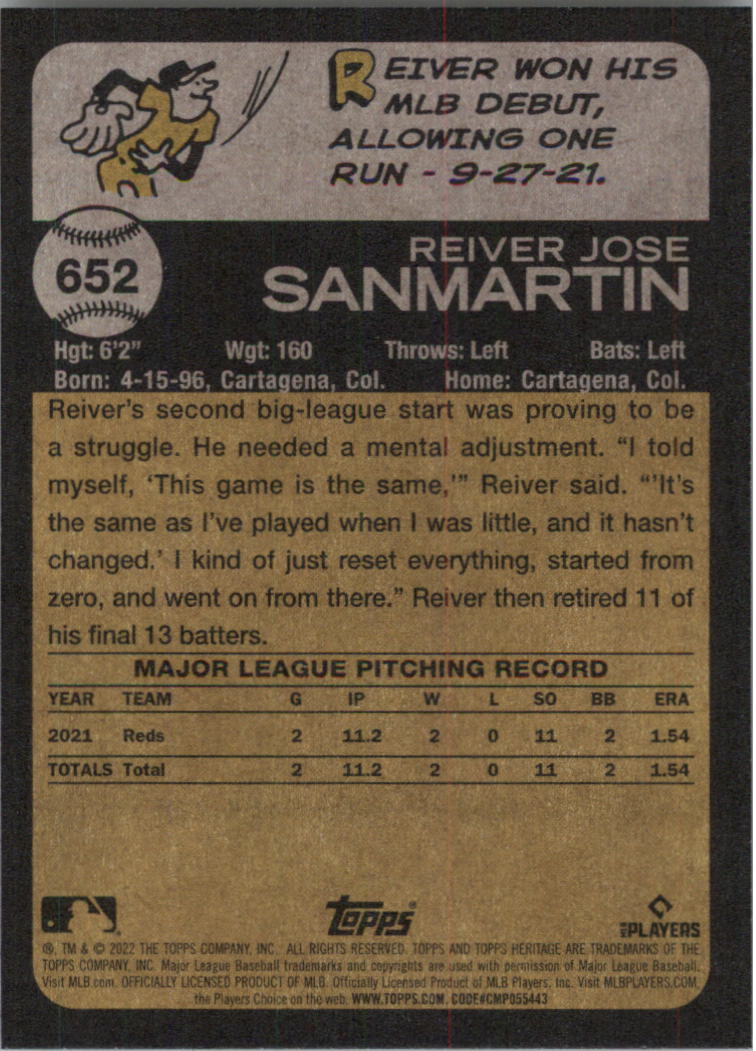 REIVER WON HIS
MLB DEBUT,
ALLOWING ONE
RUN - 9-27-21.
652
REIVER JOSE
SANMARTIN
Hgt: 6'2" Wgt: 160 Throws: Left Bats: Left
Born: 4-15-96, Cartagena, Col. Home: Cartagena, Col.
Reiver's second big-league start was proving to be
a struggle. He needed a mental adjustment. "I told
myself, 'This game is the same,'" Reiver said. "'It's
the same as I've played when I was little, and it hasn't
changed.' I kind of just reset everything, started from
zero, and went on from there." Reiver then retired 11 of
his final 13 batters.
MAJOR LEAGUE PITCHING RECORD
YEAR TEAM G IP W L SO BB ERA
2021 Reds 2 11.2 2 0 11 2 1.54
TOTALS Total 2 11.2 2 0 11 2 1.54
Topps®
MLB PLAYERS
®, TM & © 2022 THE TOPPS COMPANY, INC. ALL RIGHTS RESERVED. TOPPS AND TOPPS HERITAGE ARE TRADEMARKS OF THE
TOPPS COMPANY, INC. Major League Baseball trademarks and copyrights are used with permission of Major League Baseball.
Visit MLB.com. OFFICIALLY LICENSED PRODUCT OF MLB. Officially Licensed Product of MLB Players, Inc. Visit MLBPLAYERS.COM,
the Players Choice on the web. WWW.TOPPS.COM. CODE#CMP055443